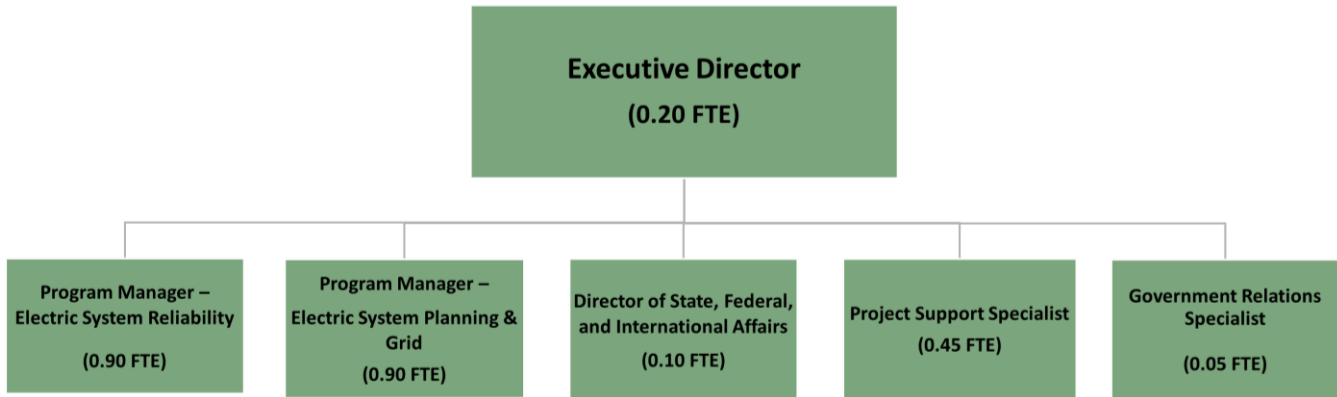 Executive Director
(0.20 FTE)
Program Manager –
Electric System Reliability
(0.90 FTE)
Program Manager –
Electric System Planning &
Grid
(0.90 FTE)
Director of State, Federal,
and International Affairs
(0.10 FTE)
Project Support Specialist
(0.45 FTE)
Government Relations
Specialist
(0.05 FTE)